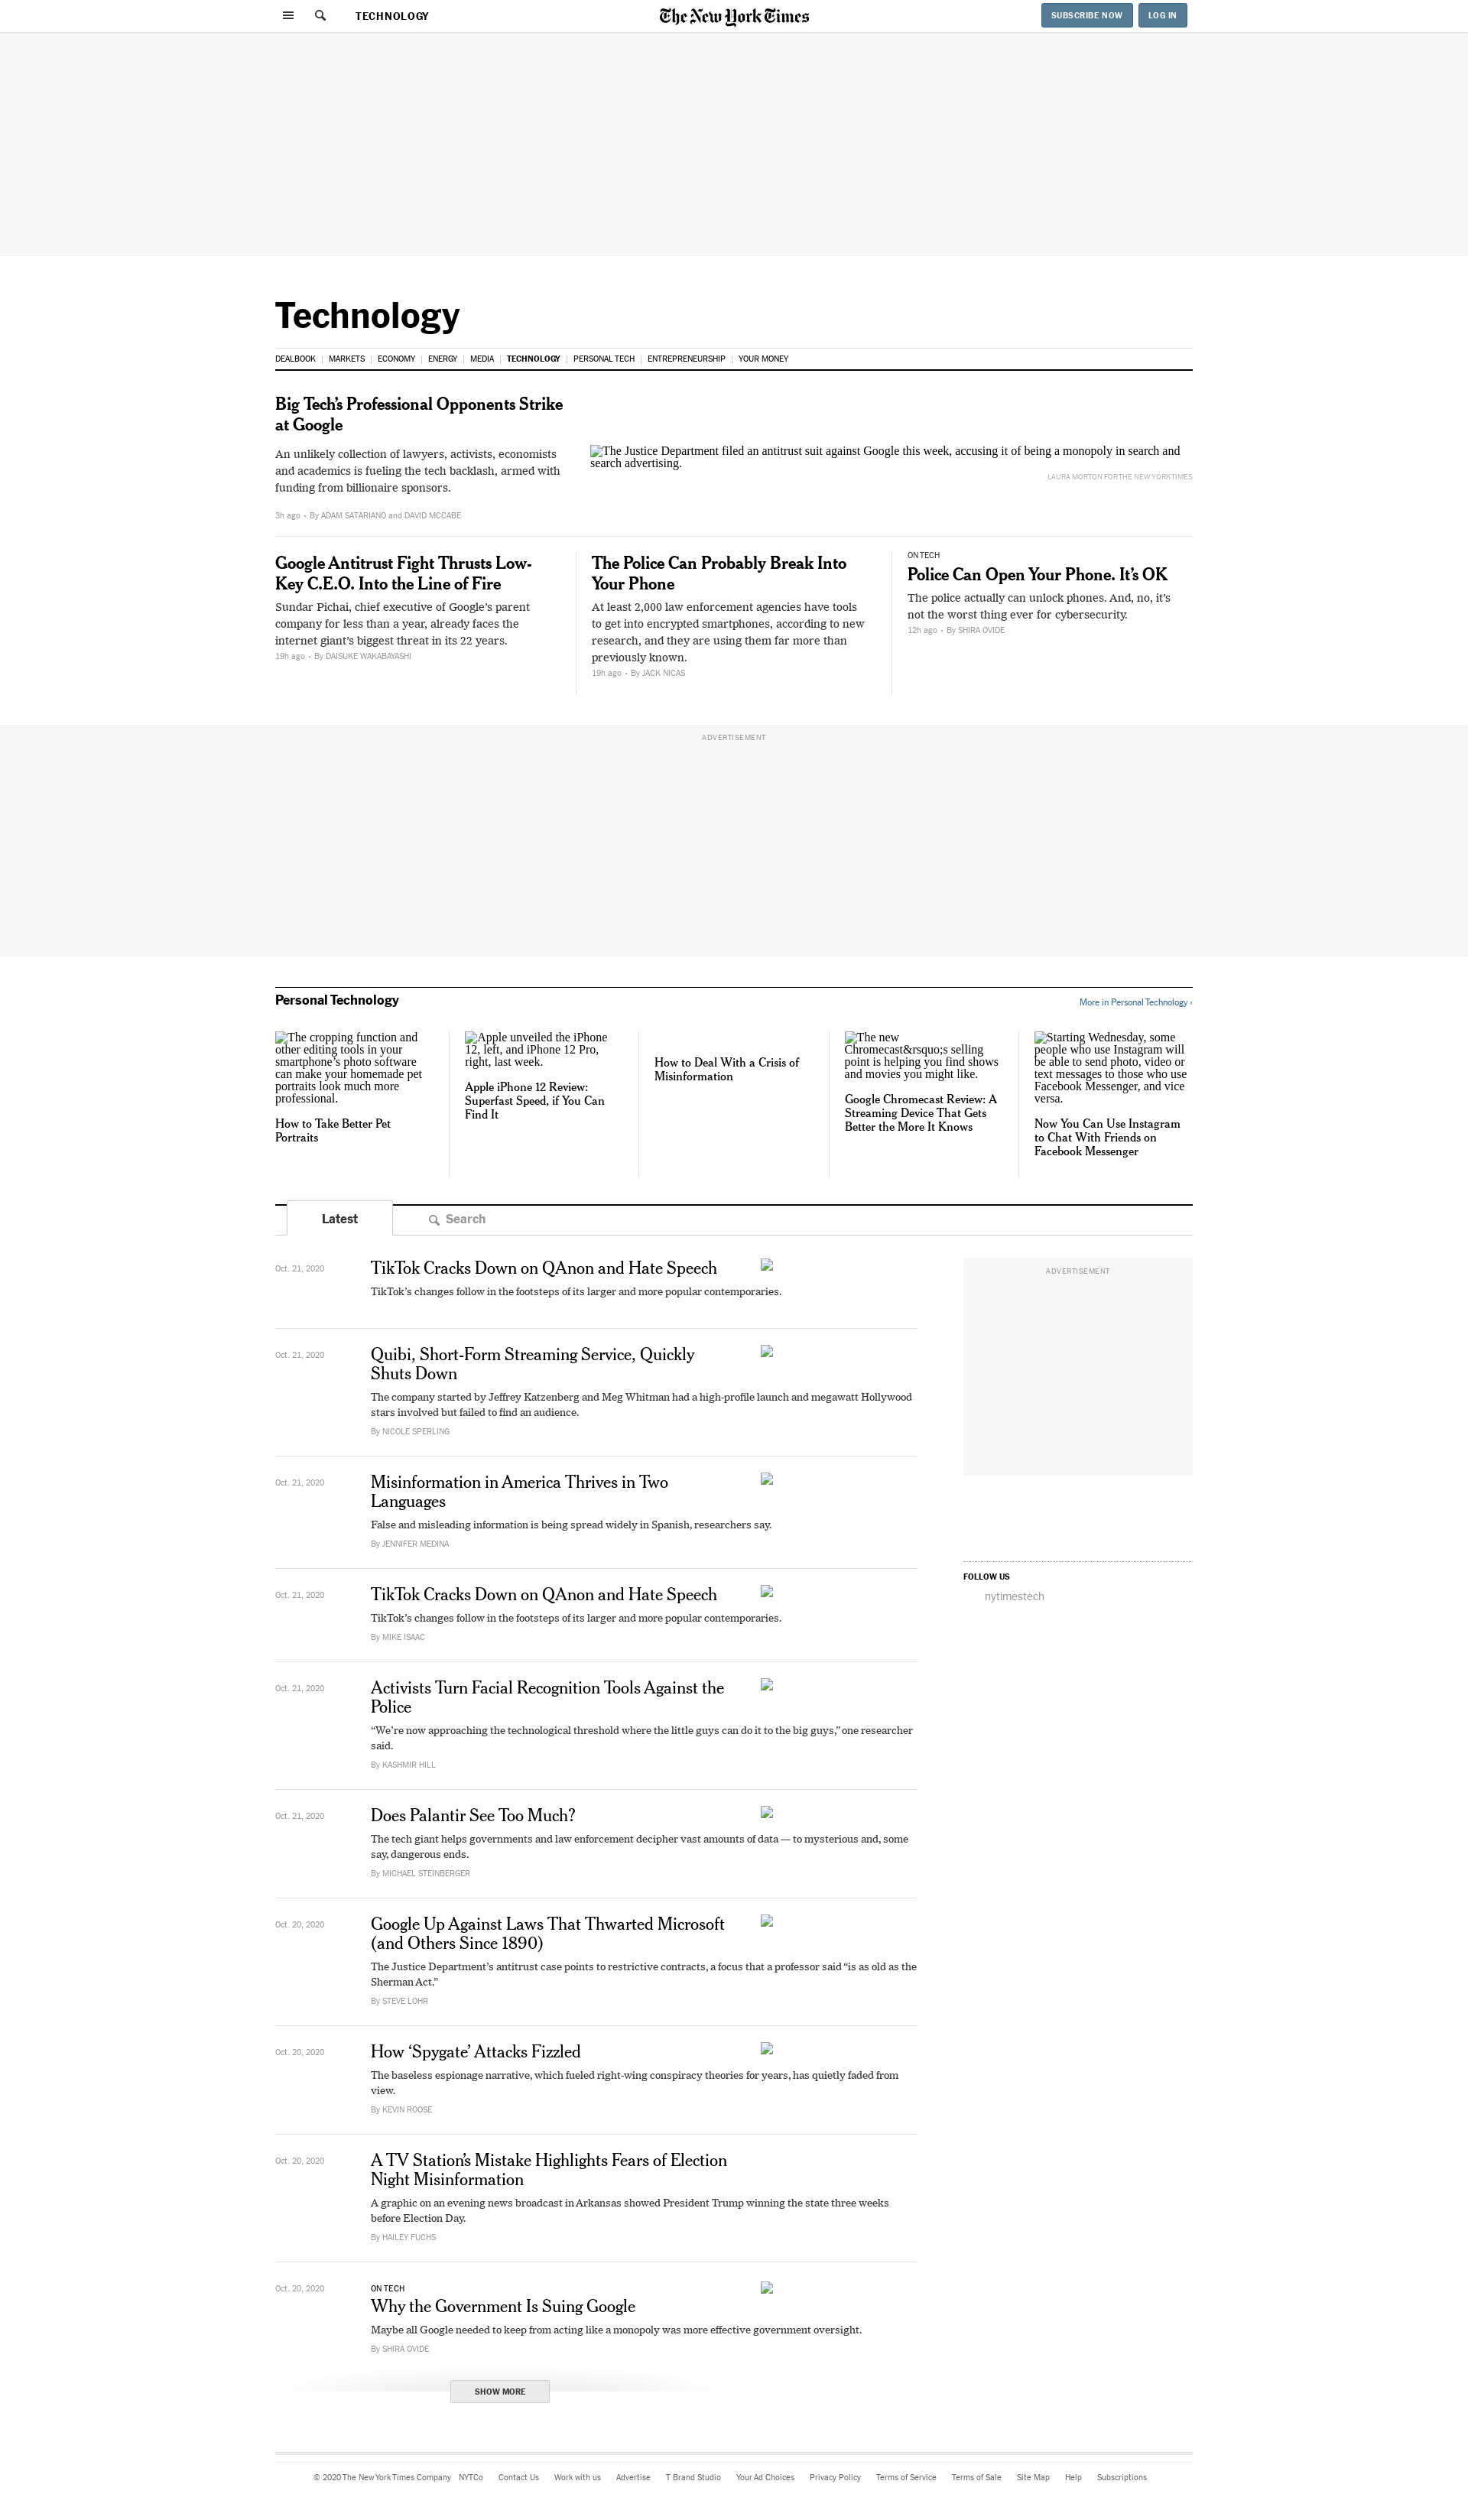 TECHNOLOGY
The New York Times
SUBSCRIBE NOW
LOG IN
Technology
DEALBOOK
MARKETS
ECONOMY
ENERGY
MEDIA
TECHNOLOGY
PERSONAL TECH
ENTREPRENEURSHIP
YOUR MONEY
Big Tech’s Professional Opponents Strike
at Google
An unlikely collection of lawyers, activists, economists
and academics is fueling the tech backlash, armed with
funding from billionaire sponsors.
3h ago • By ADAM SATARIANO and DAVID MCCABE
The Justice Department filed an antitrust suit against Google this week, accusing it of being a monopoly in search and
search advertising.
LAURA MORTON FOR THE NEW YORK TIMES
Google Antitrust Fight Thrusts Low-
Key C.E.O. Into the Line of Fire
Sundar Pichai, chief executive of Google’s parent
company for less than a year, already faces the
internet giant’s biggest threat in its 22 years.
19h ago • By DAISUKE WAKABAYASHI
The Police Can Probably Break Into
Your Phone
At least 2,000 law enforcement agencies have tools
to get into encrypted smartphones, according to new
research, and they are using them far more than
previously known.
19h ago • By JACK NICAS
ON TECH
Police Can Open Your Phone. It’s OK
The police actually can unlock phones. And, no, it’s
not the worst thing ever for cybersecurity.
12h ago • By SHIRA OVIDE
ADVERTISEMENT
Personal Technology
More in Personal Technology ›
The cropping function and
other editing tools in your
smartphone’s photo software
can make your homemade pet
portraits look much more
professional.
How to Take Better Pet
Portraits
Apple unveiled the iPhone
12, left, and iPhone 12 Pro,
right, last week.
Apple iPhone 12 Review:
Superfast Speed, if You Can
Find It
How to Deal With a Crisis of
Misinformation
The new
Chromecast&rsquo;s selling
point is helping you find shows
and movies you might like.
Google Chromecast Review: A
Streaming Device That Gets
Better the More It Knows
Starting Wednesday, some
people who use Instagram will
be able to send photo, video or
text messages to those who use
Facebook Messenger, and vice
versa.
Now You Can Use Instagram
to Chat With Friends on
Facebook Messenger
Latest
Search
Oct. 21, 2020
TikTok Cracks Down on QAnon and Hate Speech
TikTok’s changes follow in the footsteps of its larger and more popular contemporaries.
ADVERTISEMENT
Oct. 21, 2020
Quibi, Short-Form Streaming Service, Quickly
Shuts Down
The company started by Jeffrey Katzenberg and Meg Whitman had a high-profile launch and megawatt Hollywood
stars involved but failed to find an audience.
By NICOLE SPERLING
Oct. 21, 2020
Misinformation in America Thrives in Two
Languages
False and misleading information is being spread widely in Spanish, researchers say.
By JENNIFER MEDINA
FOLLOW US
nytimestech
Oct. 21, 2020
TikTok Cracks Down on QAnon and Hate Speech
TikTok’s changes follow in the footsteps of its larger and more popular contemporaries.
By MIKE ISAAC
Oct. 21, 2020
Activists Turn Facial Recognition Tools Against the
Police
“We’re now approaching the technological threshold where the little guys can do it to the big guys,” one researcher
said.
By KASHMIR HILL
Oct. 21, 2020
Does Palantir See Too Much?
The tech giant helps governments and law enforcement decipher vast amounts of data — to mysterious and, some
say, dangerous ends.
By MICHAEL STEINBERGER
Oct. 20, 2020
Google Up Against Laws That Thwarted Microsoft
(and Others Since 1890)
The Justice Department’s antitrust case points to restrictive contracts, a focus that a professor said “is as old as the
Sherman Act.”
By STEVE LOHR
Oct. 20, 2020
How ‘Spygate’ Attacks Fizzled
The baseless espionage narrative, which fueled right-wing conspiracy theories for years, has quietly faded from
view.
By KEVIN ROOSE
Oct. 20, 2020
A TV Station’s Mistake Highlights Fears of Election
Night Misinformation
A graphic on an evening news broadcast in Arkansas showed President Trump winning the state three weeks
before Election Day.
By HAILEY FUCHS
Oct. 20, 2020
ON TECH
Why the Government Is Suing Google
Maybe all Google needed to keep from acting like a monopoly was more effective government oversight.
By SHIRA OVIDE
SHOW MORE
© 2020 The New York Times Company NYTCo Contact Us Work with us Advertise T Brand Studio Your Ad Choices Privacy Policy Terms of Service Terms of Sale Site Map Help Subscriptions